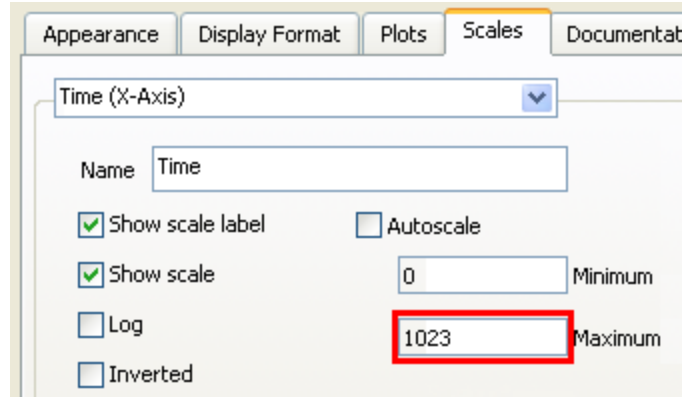 Appearance Display Format Plots Scales Documentat
Time (X-Axis)
Name Time
Show scale label Autoscale
Show scale 0 Minimum
Log 1023 Maximum
Inverted